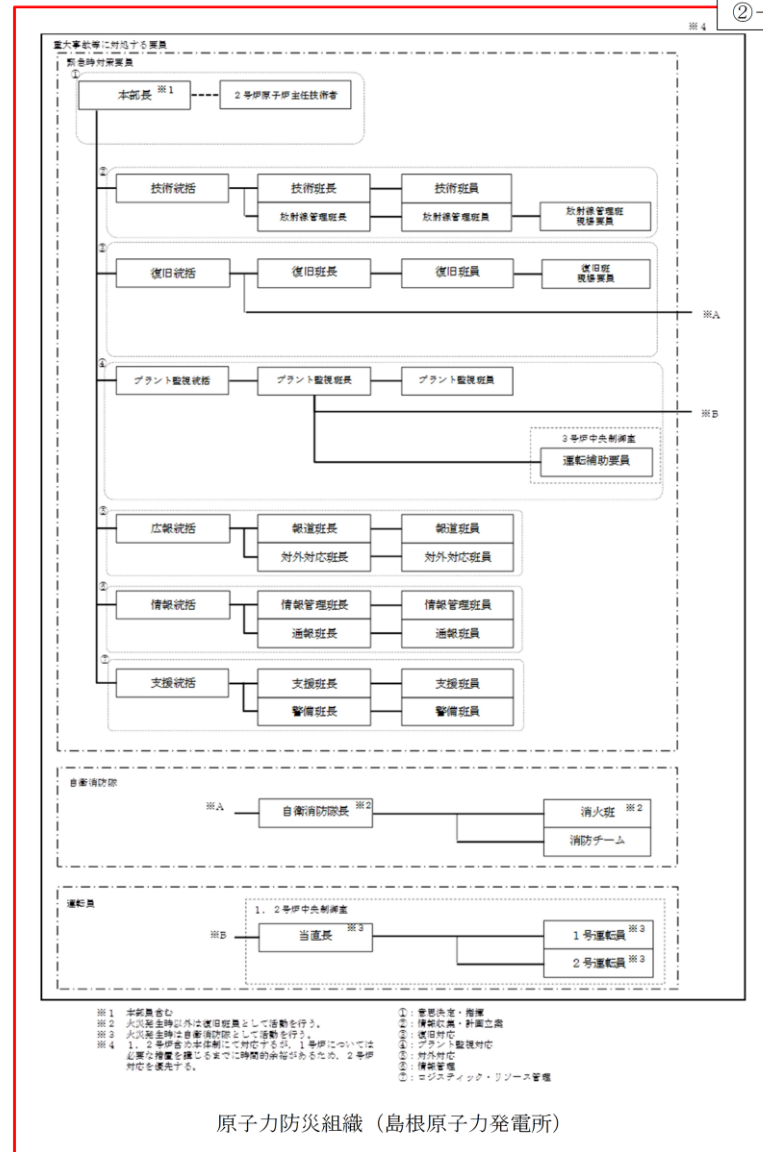 ②－
※4
重大事故等に対処する要員
緊急時対策要員
①
本部長 ※1
2号炉原子炉主任技術者
②
技術統括
技術班長
技術班員
放射線管理班長
放射線管理班員
放射線管理班
現場要員
③
復旧統括
復旧班長
復旧班員
復旧班
現場要員
※A
④
プラント監視統括
プラント監視班長
プラント監視班員
※B
3号炉中央制御室
運転補助要員
⑤
広報統括
報道班長
報道班員
対外対応班長
対外対応班員
⑥
情報統括
情報管理班長
情報管理班員
通報班長
通報班員
⑦
支援統括
支援班長
支援班員
警備班長
警備班員
自衛消防隊
※A
自衛消防隊長 ※2
消火班 ※2
消防チーム
運転員
1，2号炉中央制御室
※B
当直長 ※3
1号運転員 ※3
2号運転員 ※3
※1 本部員含む
※2 火災発生時以外は復旧班員として活動を行う。
※3 火災発生時は自衛消防隊として活動を行う。
※4 1，2号炉含め本体制にて対応するが，1号炉については
必要な措置を講じるまでに時間的余裕があるため，2号炉
対応を優先する。
①：意思決定・指揮
②：情報収集・計画立案
③：復旧対応
④：プラント監視対応
⑤：対外対応
⑥：情報管理
⑦：ロジスティック・リソース管理
原子力防災組織（島根原子力発電所）